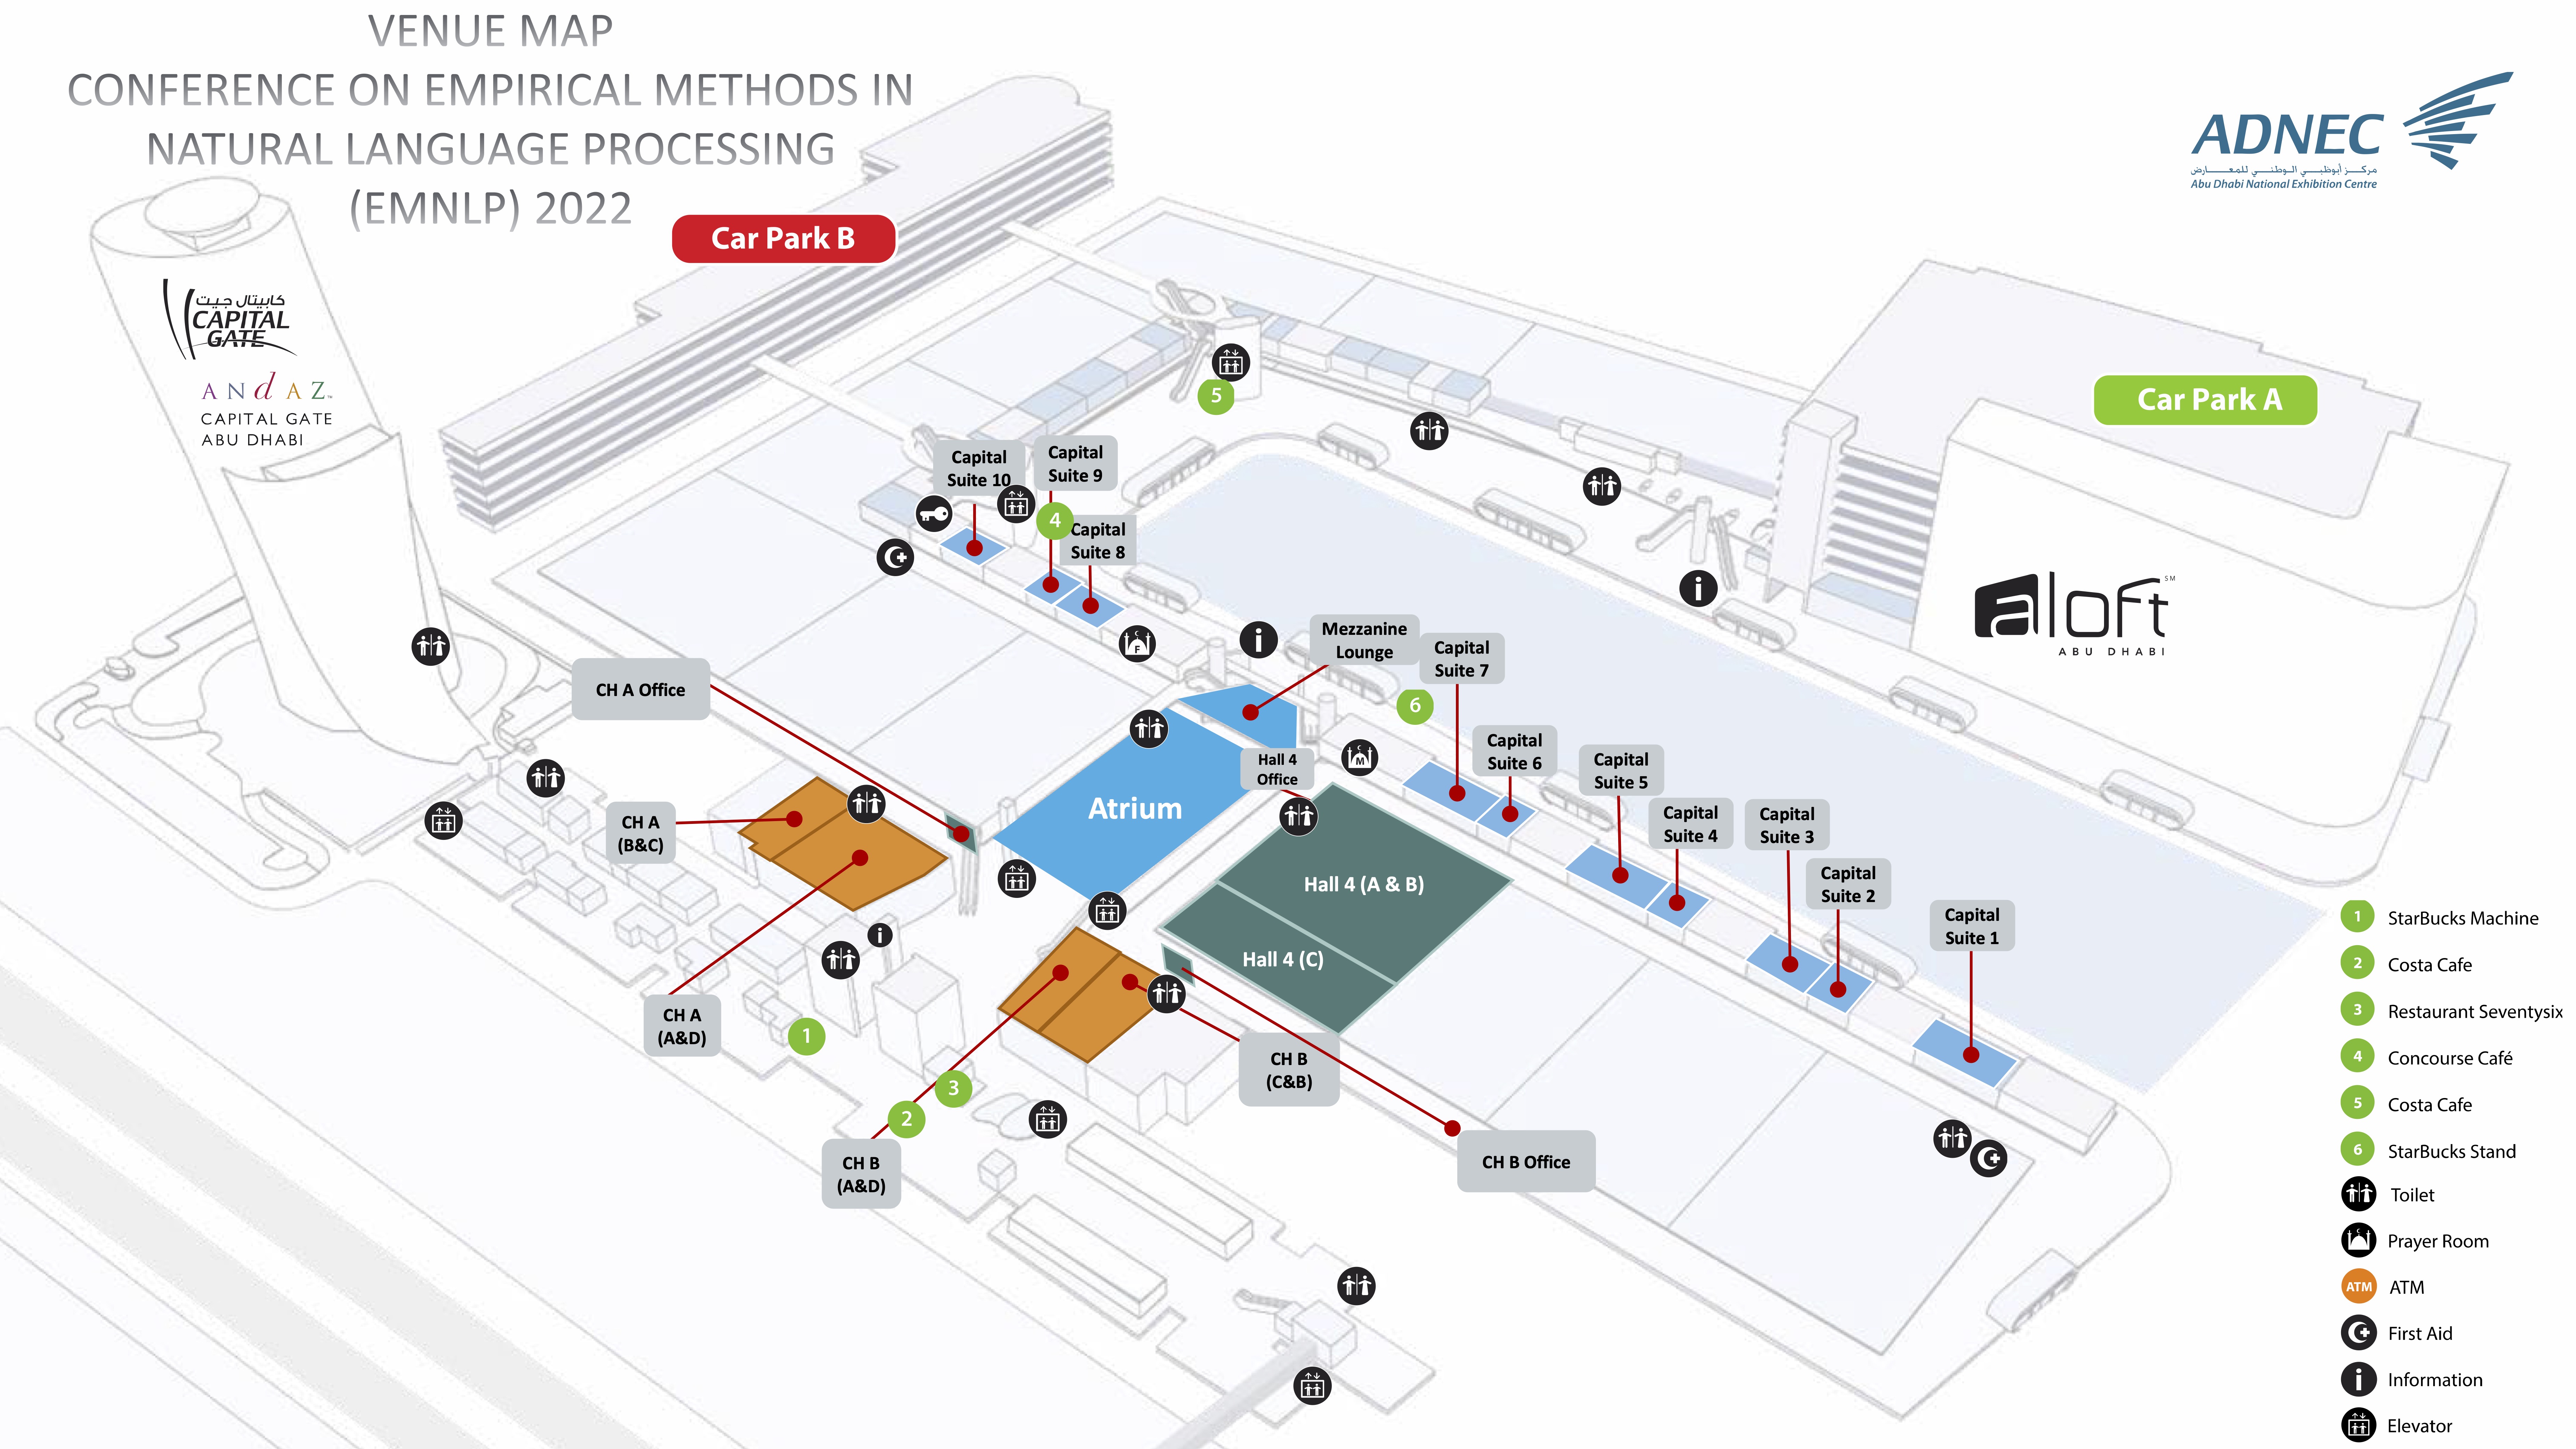 VENUE MAP
CONFERENCE ON EMPIRICAL METHODS IN
NATURAL LANGUAGE PROCESSING
(EMNLP) 2022
ADNEC
مركز أبوظبي الوطني للمعارض
Abu Dhabi National Exhibition Centre
Car Park B
Car Park A
كابيتال جيت
CAPITAL
GATE
ANdAZ
CAPITAL GATE
ABU DHABI
aloft SM
ABU DHABI
Capital
Suite 10
Capital
Suite 9
Capital
Suite 8
5
4
F
Mezzanine
Lounge
Capital
Suite 7
6
Capital
Suite 6
Capital
Suite 5
Capital
Suite 4
Capital
Suite 3
Capital
Suite 2
Capital
Suite 1
CH A Office
Hall 4
Office
M
Atrium
CH A
(B&C)
Hall 4 (A & B)
Hall 4 (C)
CH A
(A&D)
1
3
2
CH B
(C&B)
CH B
(A&D)
CH B Office
1 StarBucks Machine
2 Costa Cafe
3 Restaurant Seventysix
4 Concourse Café
5 Costa Cafe
6 StarBucks Stand
Toilet
Prayer Room
ATM ATM
First Aid
i Information
Elevator